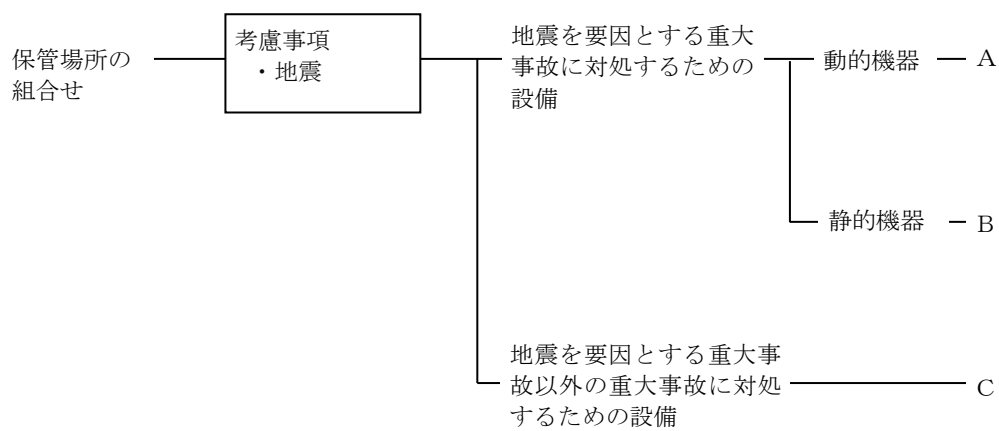 保管場所の
組合せ
考慮事項
・地震
地震を要因とする重大
事故に対処するための
設備
動的機器
A
静的機器
B
地震を要因とする重大事
故以外の重大事故に対処
するための設備
C